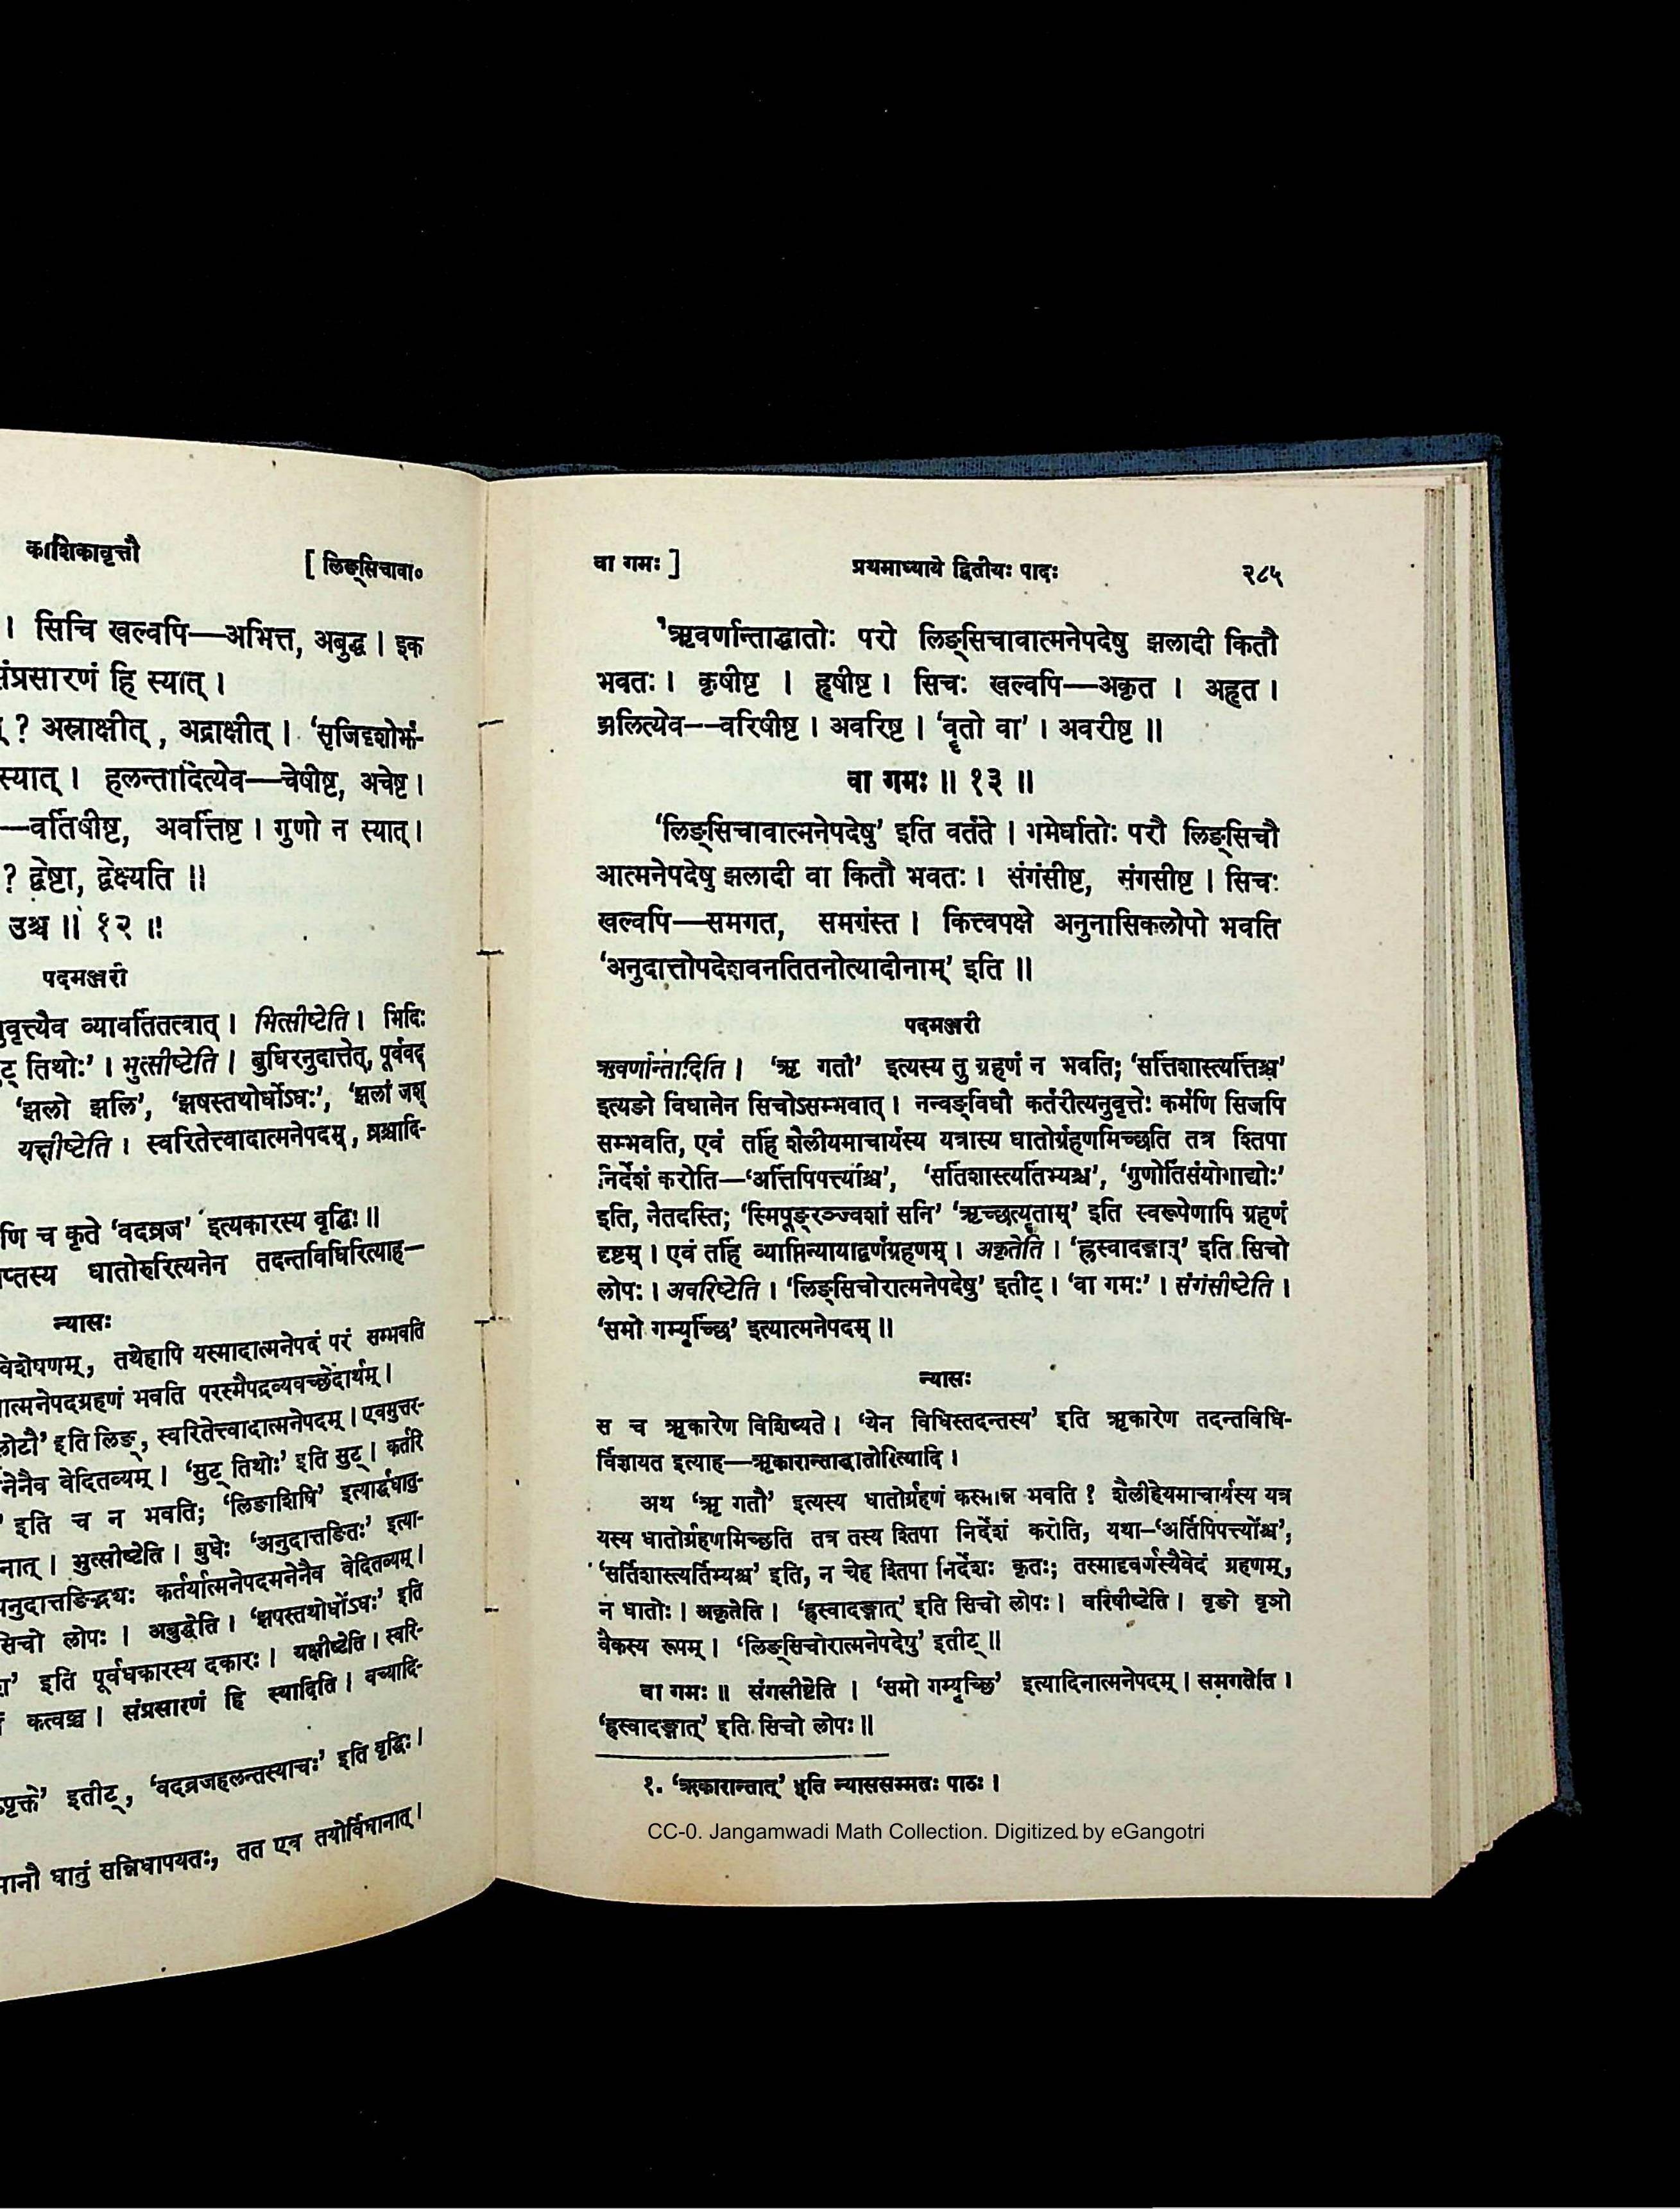 काशिकावृत्तौ [ लिङ्सिचावा०
। सिचि खल्वपि—अभित्त, अबुद्ध । इक
संप्रसारणं हि स्यात् ।
? अस्राक्षीत् , अद्राक्षीत् । ‘सृजिदृशोर्झ-
स्यात् । हलन्तादित्येव—चेषीष्ट, अचेष्ट ।
—वर्तिषीष्ट, अवर्त्तिष्ट । गुणो न स्यात् ।
? द्वेष्टा, द्वेक्ष्यति ॥
उश्च ॥ १२ ॥
पदमञ्जरी
वृत्त्यैव व्यावर्तितत्वात् । भित्सीष्टेति । भिदिः
तिथोः’ । भुत्सीष्टेति । बुधिरनुदात्तेत्, पूर्ववद्
‘झलो झलि’, ‘झषस्तथोर्धोऽधः’, ‘झलां जश्
यक्षीष्टेति । स्वरितेत्त्वादात्मनेपदम् , व्रश्चादि-
णि च कृते ‘वदव्रज’ इत्यकारस्य वृद्धिः ॥
प्तस्य धातोरुरित्यनेन तदन्तविधिरित्याह—
न्यासः
विशेषणम् , तथेहापि यस्मादात्मनेपदं परं सम्भवति
त्मनेपदग्रहणं भवति परस्मैपदव्यवच्छेदार्थम् ।
लोटौ’ इति लिङ् , स्वरितेत्त्वादात्मनेपदम् । एवमुत्तर-
नेनैव वेदितव्यम् । ‘सुट् तिथोः’ इति सुट् । कर्तरि
इति च न भवति; ‘लिङाशिषि’ इत्यार्द्धधातु-
नात् । भुत्सीष्टेति । बुधेः ‘अनुदात्तङितः’ इत्या-
नुदात्तङिद्भ्यः कर्तर्यात्मनेपदमनेनैव वेदितव्यम् ।
सिचो लोपः । अबुद्धेति । ‘झषस्तथोर्धोऽधः’ इति
इति पूर्वधकारस्य दकारः । यक्षीष्टेति । स्वरि-
कत्वञ्च । संप्रसारणं हि स्यादिति । वच्यादि-
पृक्ते’ इतीट् , ‘वदव्रजहलन्तस्याचः’ इति वृद्धिः ।
मानौ धातुं सन्निधापयतः, तत एव तयोर्विधानात् ।
वा गमः ] प्रथमाध्याये द्वितीयः पादः २८५
¹ऋवर्णान्ताद्धातोः परो लिङ्सिचावात्मनेपदेषु झलादी कितौ
भवतः । कृषीष्ट । हृषीष्ट । सिचः खल्वपि—अकृत । अहृत ।
झलित्येव—वरिषीष्ट । अवरिष्ट । ‘वॄतो वा’ । अवरीष्ट ॥
वा गमः ॥ १३ ॥
‘लिङ्सिचावात्मनेपदेषु’ इति वर्तते । गमेर्धातोः परौ लिङ्सिचौ
आत्मनेपदेषु झलादी वा कितौ भवतः । संगंसीष्ट, संगसीष्ट । सिचः
खल्वपि—समगत, समगंस्त । कित्त्वपक्षे अनुनासिकलोपो भवति
‘अनुदात्तोपदेशवनतितनोत्यादीनाम्’ इति ॥
पदमञ्जरी
ऋवर्णान्तादिति । ‘ऋ गतौ’ इत्यस्य तु ग्रहणं न भवति; ‘सर्त्तिशास्त्यर्त्तिश्च’
इत्यङो विधानेन सिचोऽसम्भवात् । नन्वङ्विधौ कर्तरीत्यनुवृत्तेः कर्मणि सिजपि
सम्भवति, एवं तर्हि शैलीयमाचार्यस्य यत्रास्य धातोर्ग्रहणमिच्छति तत्र श्तिपा
निर्देशं करोति—‘अर्त्तिपिपर्त्त्योश्च’, ‘सर्तिशास्त्यर्तिभ्यश्च’, ‘गुणोर्तिसंयोगाद्योः’
इति, नैतदस्ति; ‘स्मिपूङ्रञ्ज्वशां सनि’ ‘ऋच्छत्यॄताम्’ इति स्वरूपेणापि ग्रहणं
दृष्टम् । एवं तर्हि व्याप्तिन्यायाद्वर्णग्रहणम् । अकृतेति । ‘ह्रस्वादङ्गात्’ इति सिचो
लोपः । अवरिष्टेति । ‘लिङ्सिचोरात्मनेपदेषु’ इतीट् । ‘वा गमः’ । संगंसीष्टेति ।
‘समो गम्यृच्छि’ इत्यात्मनेपदम् ॥
न्यासः
स च ऋकारेण विशिष्यते । ‘येन विधिस्तदन्तस्य’ इति ऋकारेण तदन्तविधि-
र्विज्ञायत इत्याह—ऋकारान्ताद्धातोरित्यादि ।
अथ ‘ऋ गतौ’ इत्यस्य धातोर्ग्रहणं कस्मान्न भवति ? शैलीहेयमाचार्यस्य यत्र
यस्य धातोर्ग्रहणमिच्छति तत्र तस्य श्तिपा निर्देशं करोति, यथा—‘अर्तिपिपर्त्योश्च’,
‘सर्तिशास्त्यर्तिभ्यश्च’ इति, न चेह श्तिपा निर्देशः कृतः; तस्मादृवर्णस्यैवेदं ग्रहणम्,
न धातोः । अकृतेति । ‘ह्रस्वादङ्गात्’ इति सिचो लोपः । वरिषीष्टेति । वृङो वृञो
वैकस्य रूपम् । ‘लिङ्सिचोरात्मनेपदेषु’ इतीट् ॥
वा गमः ॥ संगसीष्टेति । ‘समो गम्यृच्छि’ इत्यादिनात्मनेपदम् । समगतेति ।
‘ह्रस्वादङ्गात्’ इति सिचो लोपः ॥
१. ‘ऋकारान्तात्’ इति न्याससम्मतः पाठः ।
CC-0. Jangamwadi Math Collection. Digitized by eGangotri